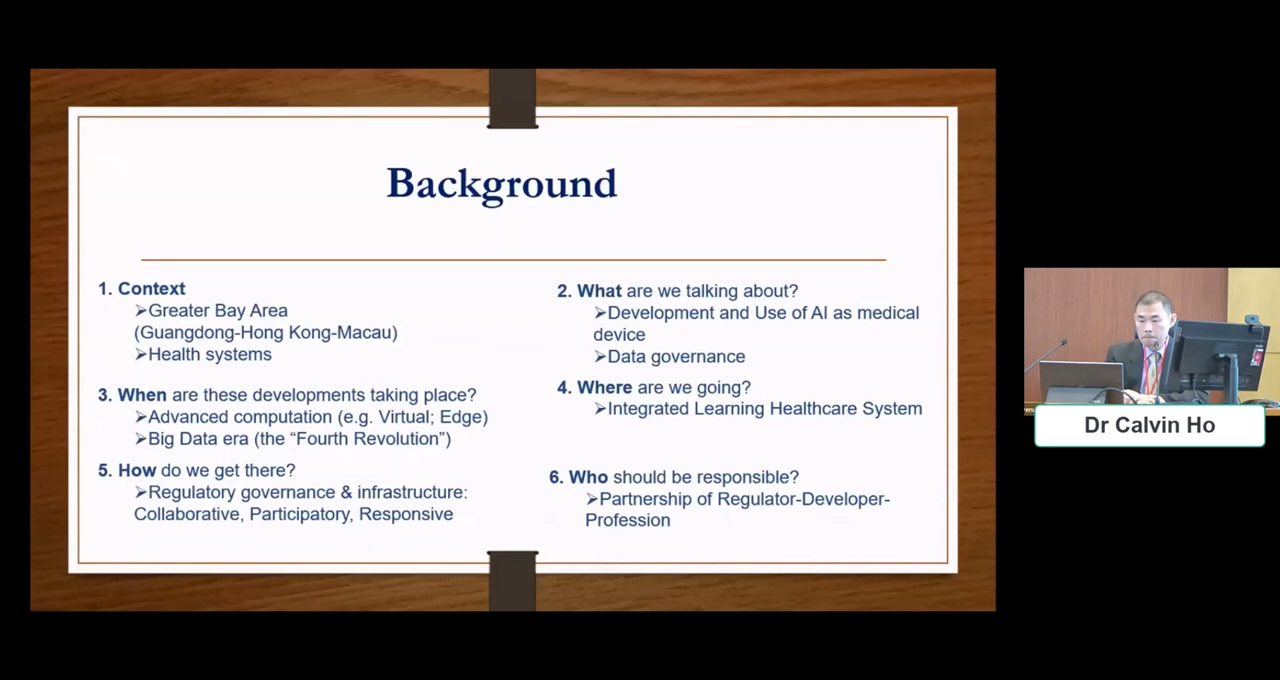 Background
1. Context
➢Greater Bay Area
(Guangdong-Hong Kong-Macau)
➢Health systems
2. What are we talking about?
➢Development and Use of AI as medical
device
➢Data governance
3. When are these developments taking place?
➢Advanced computation (e.g. Virtual; Edge)
➢Big Data era (the “Fourth Revolution”)
4. Where are we going?
➢Integrated Learning Healthcare System
5. How do we get there?
➢Regulatory governance & infrastructure:
Collaborative, Participatory, Responsive
6. Who should be responsible?
➢Partnership of Regulator-Developer-
Profession
Dr Calvin Ho